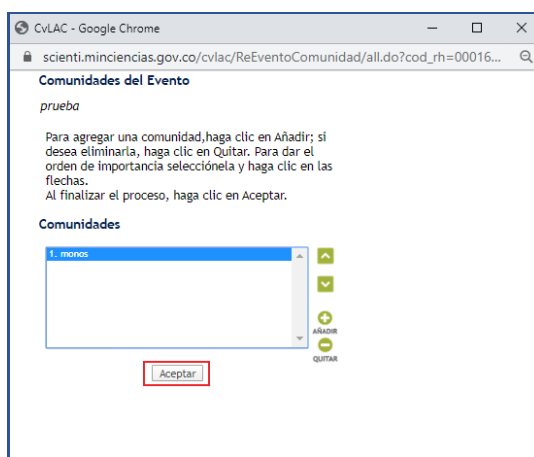 CvLAC - Google Chrome
scienti.minciencias.gov.co/cvlac/ReEventoComunidad/all.do?cod_rh=00016...
Comunidades del Evento
prueba
Para agregar una comunidad,haga clic en Añadir; si
desea eliminarla, haga clic en Quitar. Para dar el
orden de importancia selecciónela y haga clic en las
flechas.
Al finalizar el proceso, haga clic en Aceptar.
Comunidades
1. monos
AÑADIR
QUITAR
Aceptar